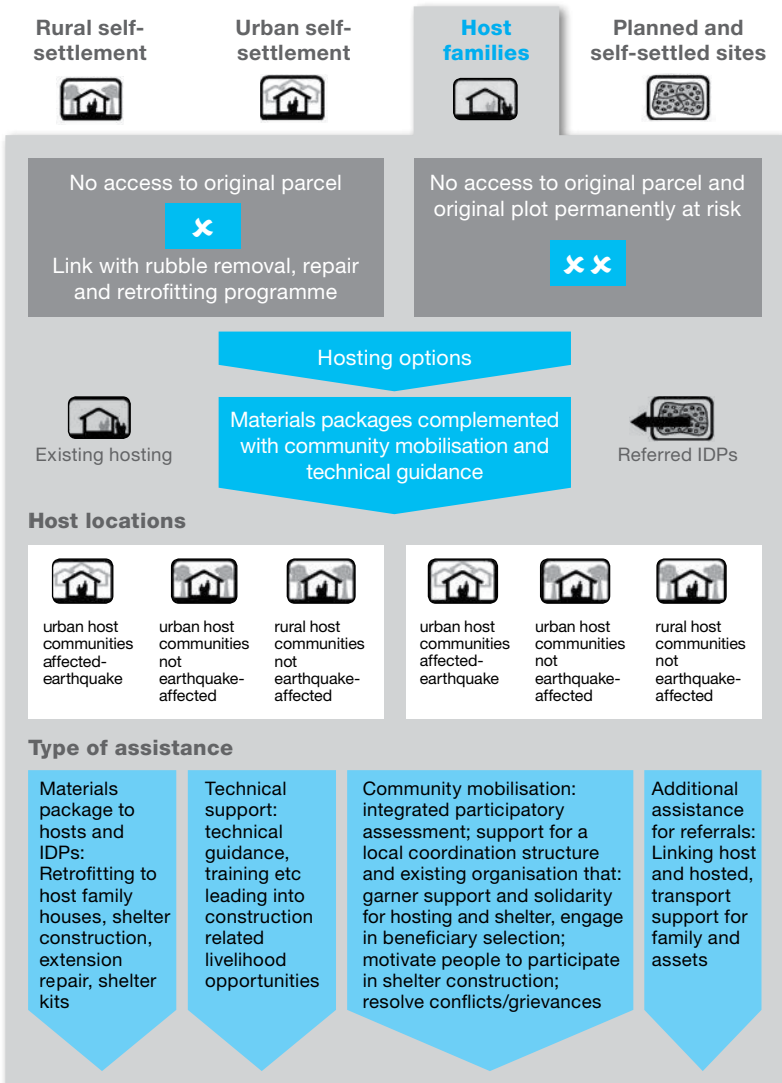 Rural self-
settlement
Urban self-
settlement
Host
families
Planned and
self-settled sites
No access to original parcel
Link with rubble removal, repair
and retrofitting programme
No access to original parcel and
original plot permanently at risk
Hosting options
Existing hosting
Materials packages complemented
with community mobilisation and
technical guidance
Referred IDPs
Host locations
urban host
communities
affected-
earthquake
urban host
communities
not
earthquake-
affected
rural host
communities
not
earthquake-
affected
urban host
communities
affected-
earthquake
urban host
communities
not
earthquake-
affected
rural host
communities
not
earthquake-
affected
Type of assistance
Materials
package to
hosts and
IDPs:
Retrofitting to
host family
houses, shelter
construction,
extension
repair, shelter
kits
Technical
support:
technical
guidance,
training etc
leading into
construction
related
livelihood
opportunities
Community mobilisation:
integrated participatory
assessment; support for a
local coordination structure
and existing organisation that:
garner support and solidarity
for hosting and shelter, engage
in beneficiary selection;
motivate people to participate
in shelter construction;
resolve conflicts/grievances
Additional
assistance
for referrals:
Linking host
and hosted,
transport
support for
family and
assets